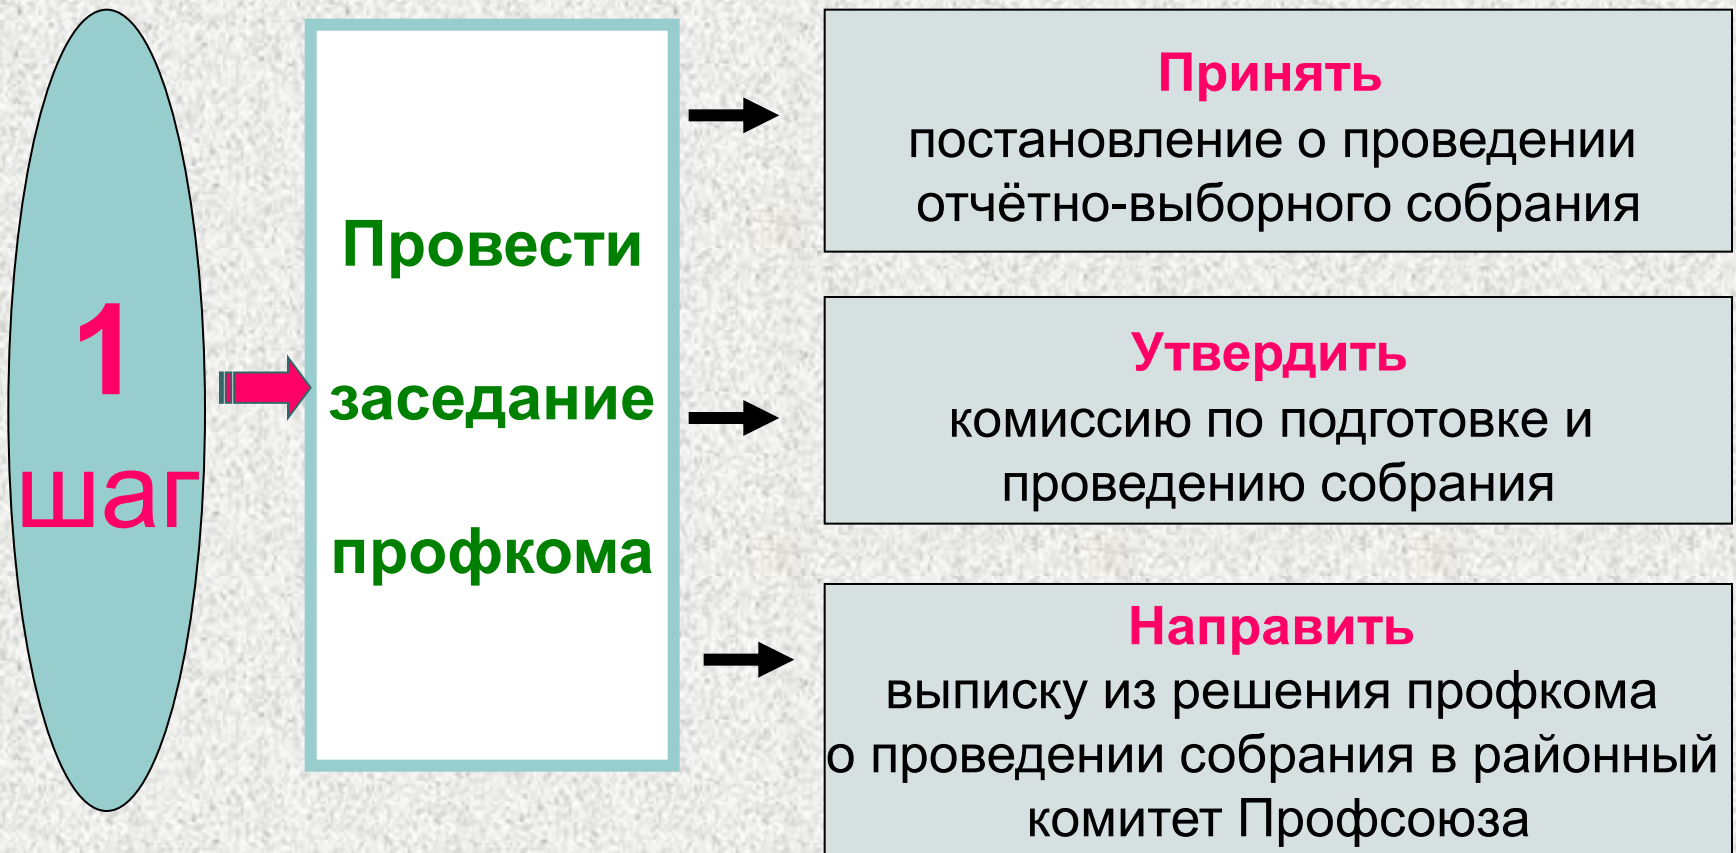 1
шаг
Провести
заседание
профкома
Принять
постановление о проведении
отчётно-выборного собрания
Утвердить
комиссию по подготовке и
проведению собрания
Направить
выписку из решения профкома
о проведении собрания в районный
комитет Профсоюза